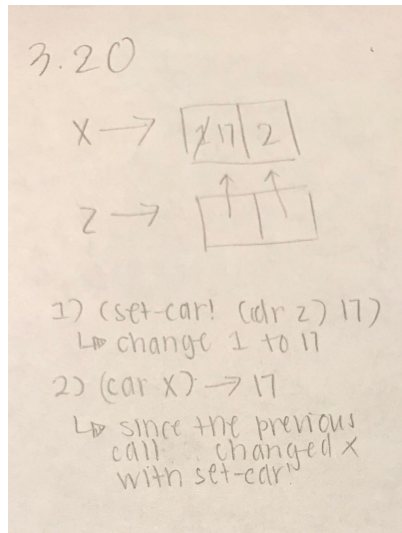 3.20
X → 1 17 2
Z →
1) (set-car! (cdr z) 17)
↳ change 1 to 17
2) (car x) → 17
↳ since the previous
call changed x
with set-car!